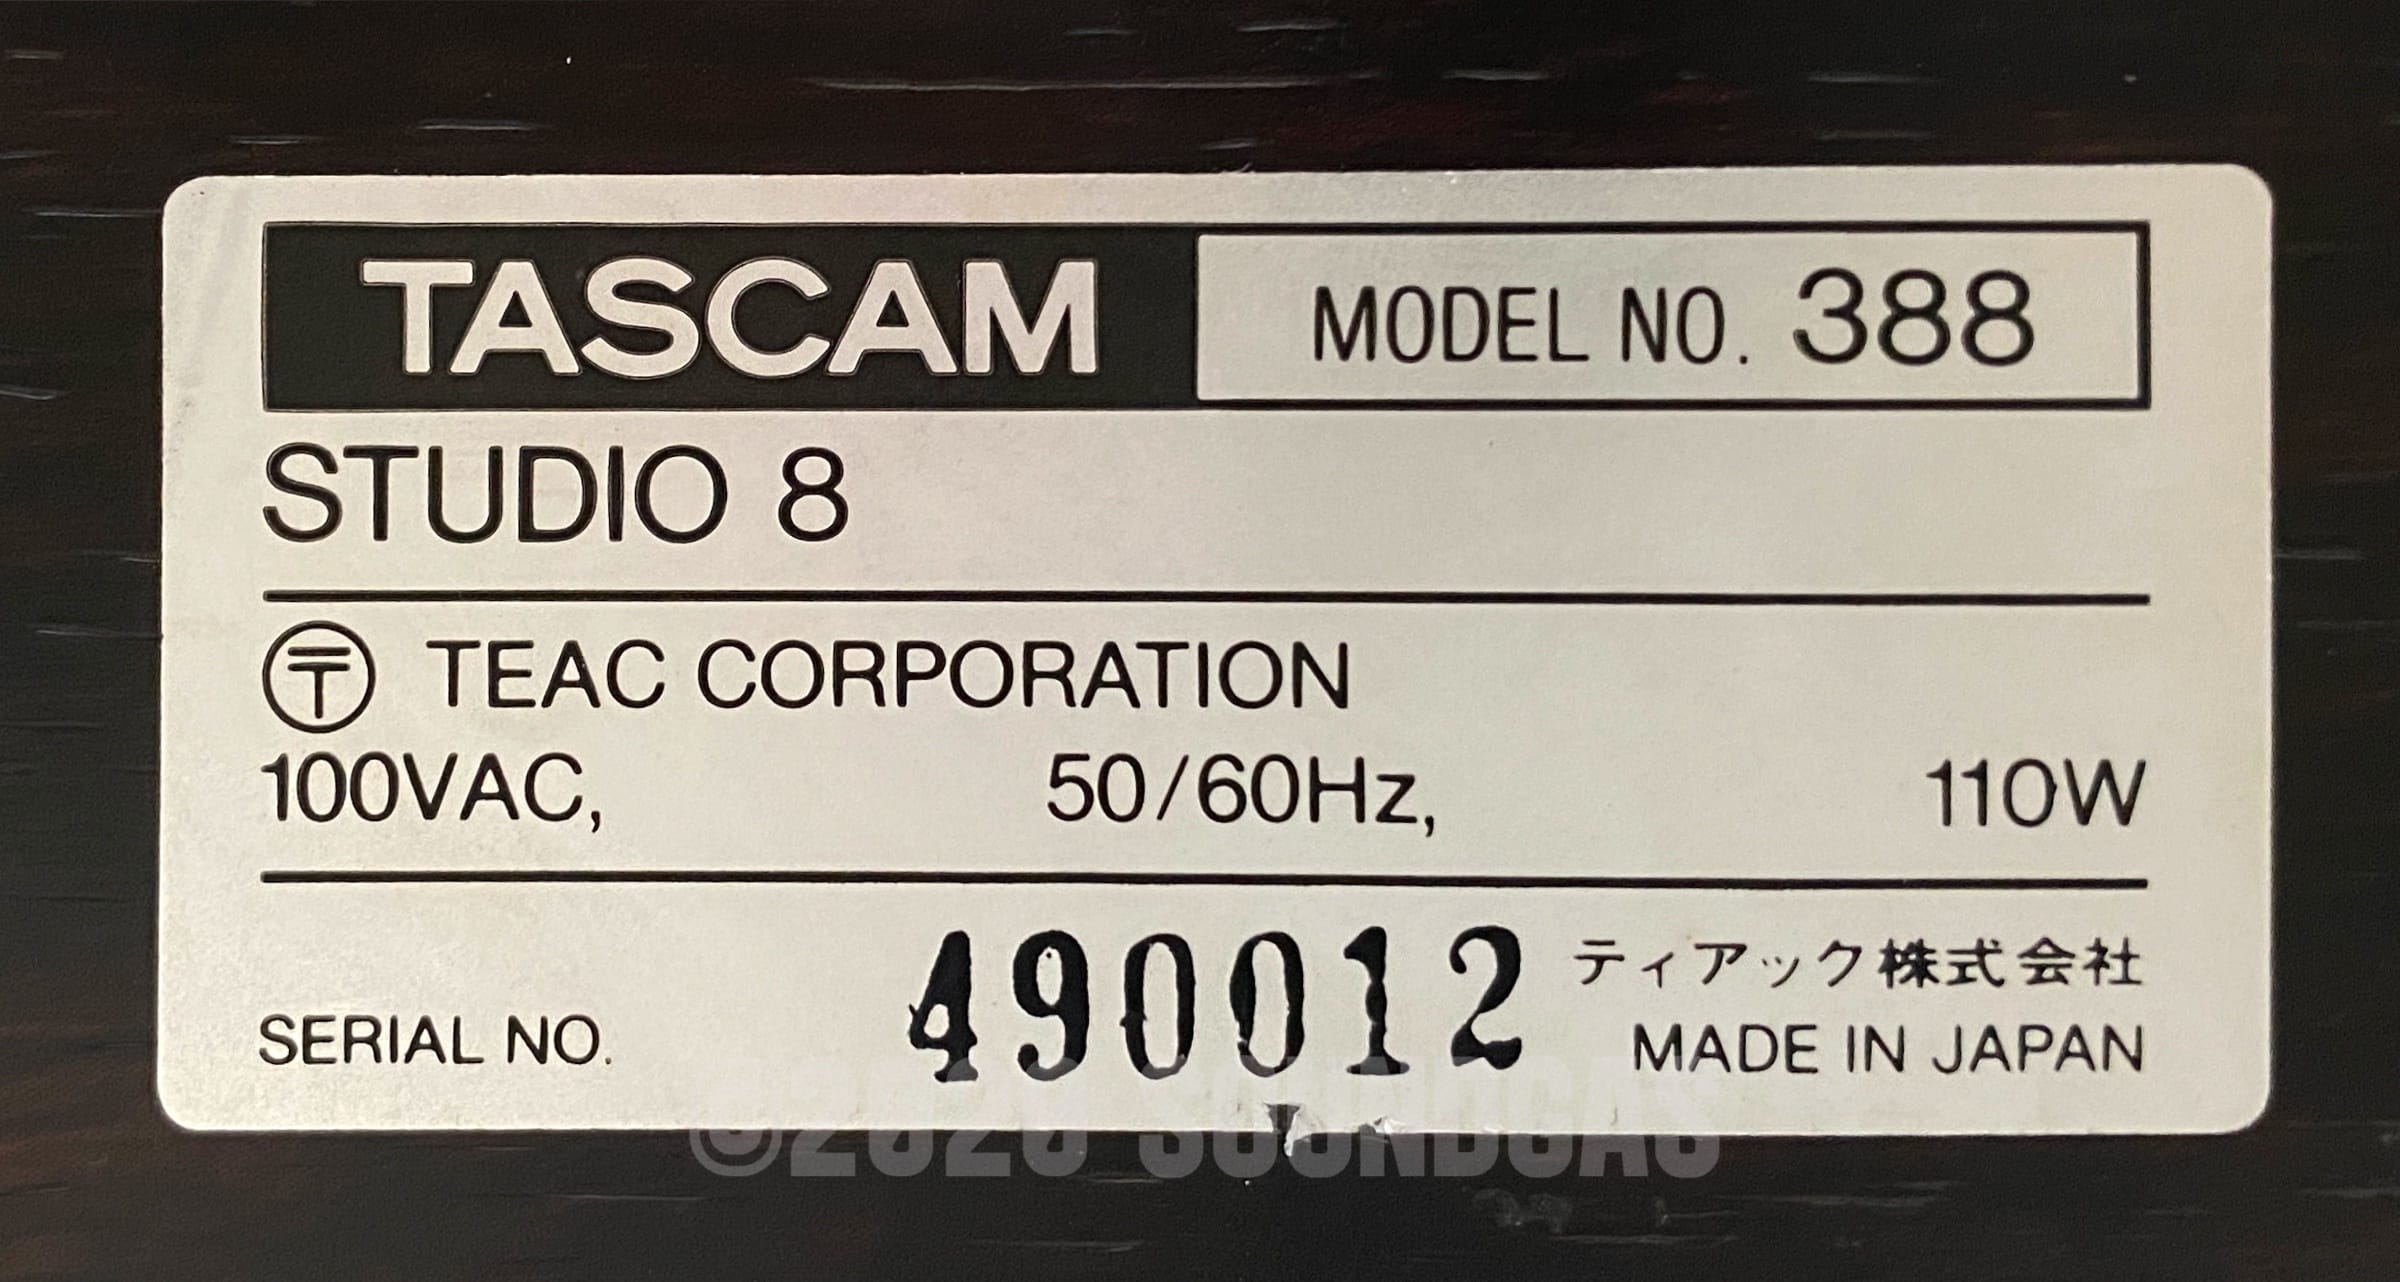 TASCAM MODEL NO. 388
STUDIO 8
〶 TEAC CORPORATION
100VAC, 50/60Hz, 110W
SERIAL NO. 490012 ティアック株式会社
MADE IN JAPAN
©2020 SOUNDGAS